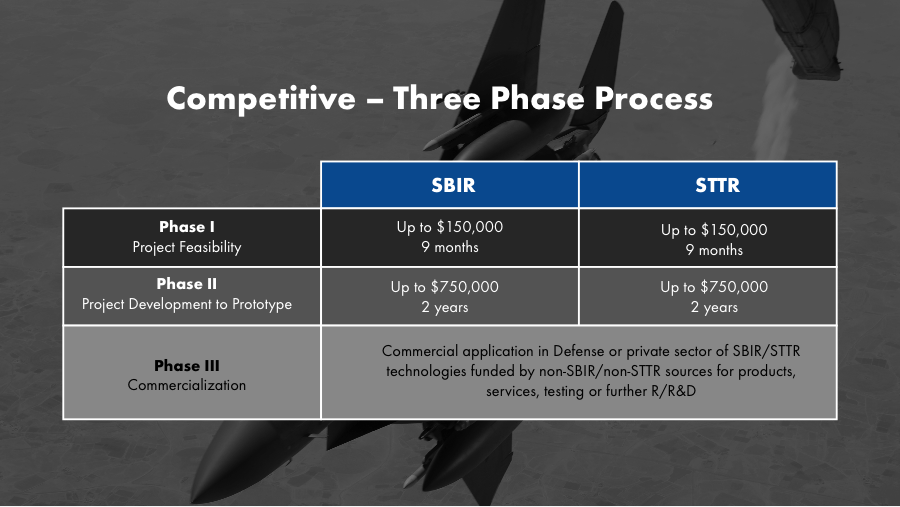 Competitive – Three Phase Process
SBIR
STTR
Phase I
Project Feasibility
Up to $150,000
9 months
Up to $150,000
9 months
Phase II
Project Development to Prototype
Up to $750,000
2 years
Up to $750,000
2 years
Phase III
Commercialization
Commercial application in Defense or private sector of SBIR/STTR
technologies funded by non-SBIR/non-STTR sources for products,
services, testing or further R/R&D